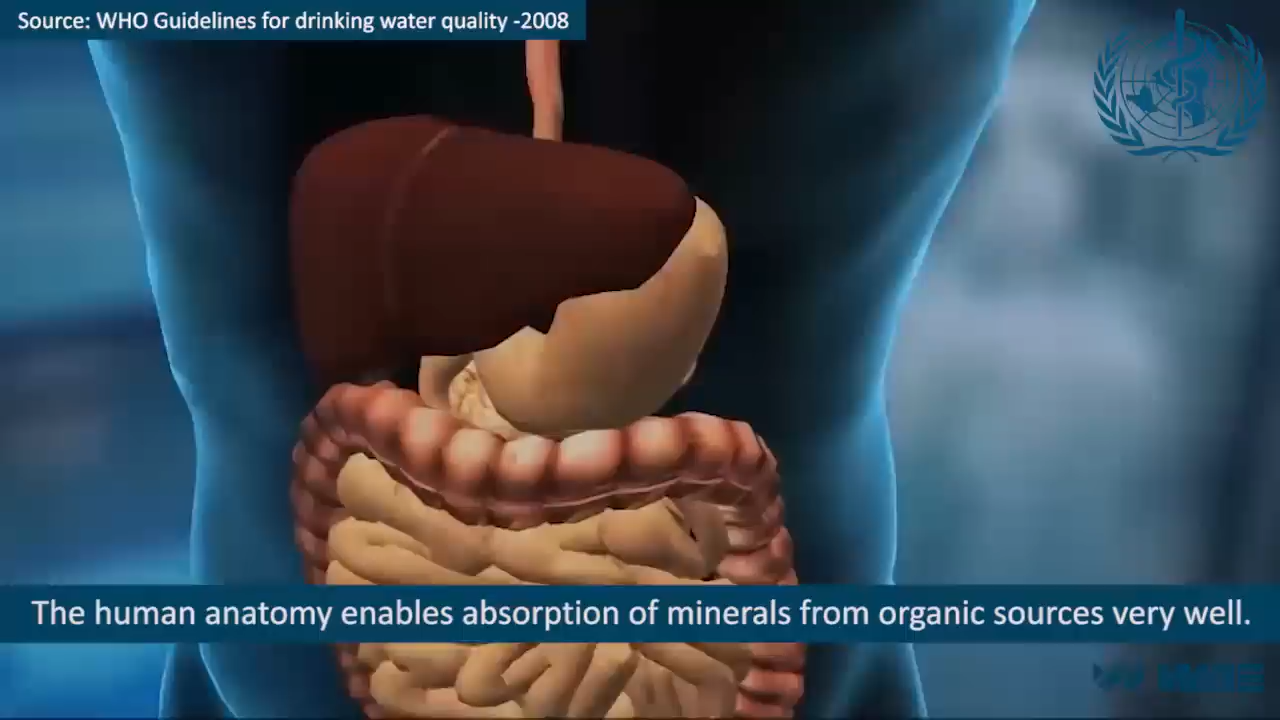 Source: WHO Guidelines for drinking water quality -2008
The human anatomy enables absorption of minerals from organic sources very well.